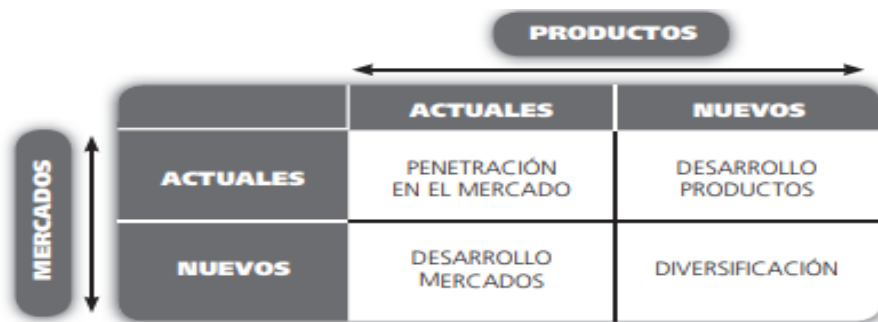 PRODUCTOS
ACTUALES NUEVOS
MERCADOS
ACTUALES
PENETRACIÓN
EN EL MERCADO
DESARROLLO
PRODUCTOS
NUEVOS
DESARROLLO
MERCADOS
DIVERSIFICACIÓN